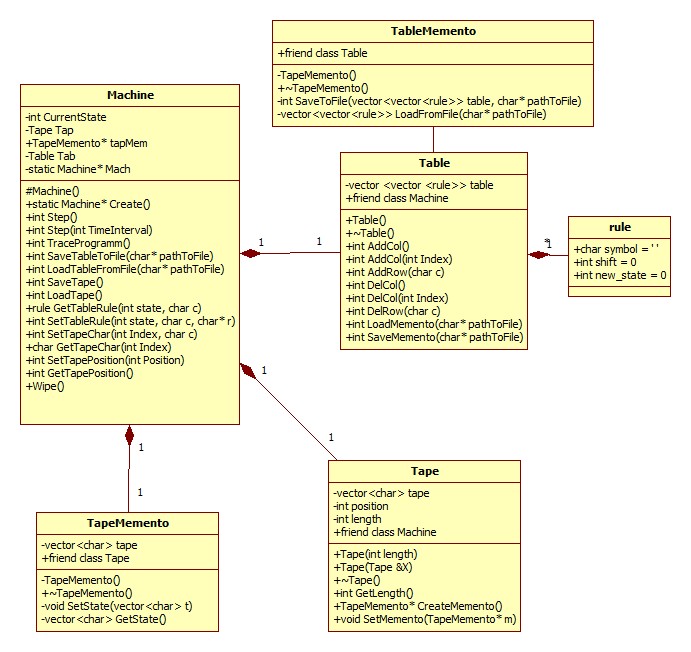 TableMemento
+friend class Table
-TapeMemento()
+~TapeMemento()
-int SaveToFile(vector<vector<rule>> table, char* pathToFile)
-vector<vector<rule>> LoadFromFile(char* pathToFile)
Machine
-int CurrentState
-Tape Tap
+TapeMemento* tapMem
-Table Tab
-static Machine* Mach
#Machine()
+static Machine* Create()
+int Step()
+int Step(int TimeInterval)
+int TraceProgramm()
+int SaveTableToFile(char* pathToFile)
+int LoadTableFromFile(char* pathToFile)
+int SaveTape()
+int LoadTape()
+rule GetTableRule(int state, char c)
+int SetTableRule(int state, char c, char* r)
+int SetTapeChar(int Index, char c)
+char GetTapeChar(int Index)
+int SetTapePosition(int Position)
+int GetTapePosition()
+Wipe()
1
1
Table
-vector <vector <rule>> table
+friend class Machine
+Table()
+~Table()
+int AddCol()
+int AddCol(int Index)
+int AddRow(char c)
+int DelCol()
+int DelCol(int Index)
+int DelRow(char c)
+int LoadMemento(char* pathToFile)
+int SaveMemento(char* pathToFile)
*
1
rule
+char symbol = ' '
+int shift = 0
+int new_state = 0
1
1
1
1
TapeMemento
-vector<char> tape
+friend class Tape
-TapeMemento()
+~TapeMemento()
-void SetState(vector<char> t)
-vector<char> GetState()
Tape
-vector<char> tape
-int position
-int length
+friend class Machine
+Tape(int length)
+Tape(Tape &X)
+~Tape()
+int GetLength()
+TapeMemento* CreateMemento()
+void SetMemento(TapeMemento* m)